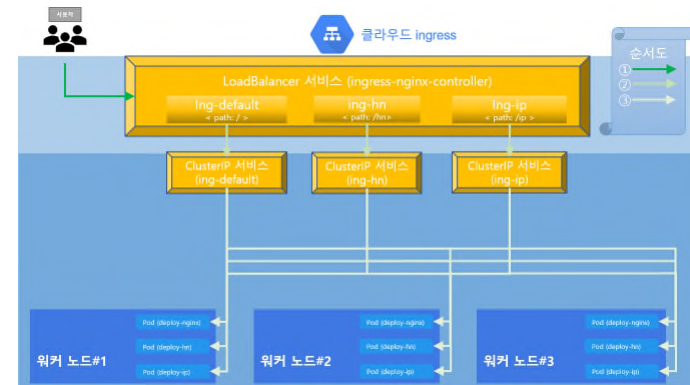 사용자
클라우드 ingress
순서도
①
②
③
LoadBalancer 서비스 (ingress-nginx-controller)
Ing-default
< path: / >
ing-hn
< path: /hn>
Ing-ip
< path: /ip >
ClusterIP 서비스
(ing-default)
ClusterIP 서비스
(ing-hn)
ClusterIP 서비스
(ing-ip)
워커 노드#1
Pod (deploy-nginx)
Pod (deploy-hn)
Pod (deploy-ip)
워커 노드#2
Pod (deploy-nginx)
Pod (deploy-hn)
Pod (deploy-ip)
워커 노드#3
Pod (deploy-nginx)
Pod (deploy-hn)
Pod (deploy-ip)